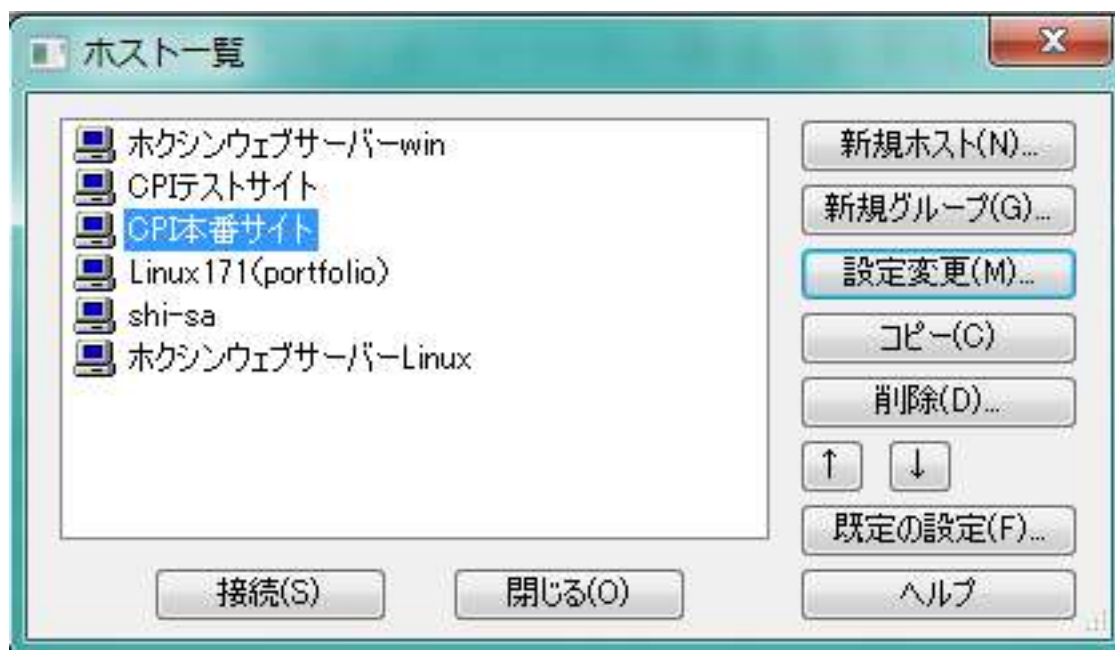 ホスト一覧
ホクシンウェブサーバーwin
CPIテストサイト
CPI本番サイト
Linux171(portfolio)
shi-sa
ホクシンウェブサーバーLinux
新規ホスト(N)...
新規グループ(G)...
設定変更(M)...
コピー(C)
削除(D)...
↑ ↓
既定の設定(F)...
接続(S) 閉じる(O) ヘルプ